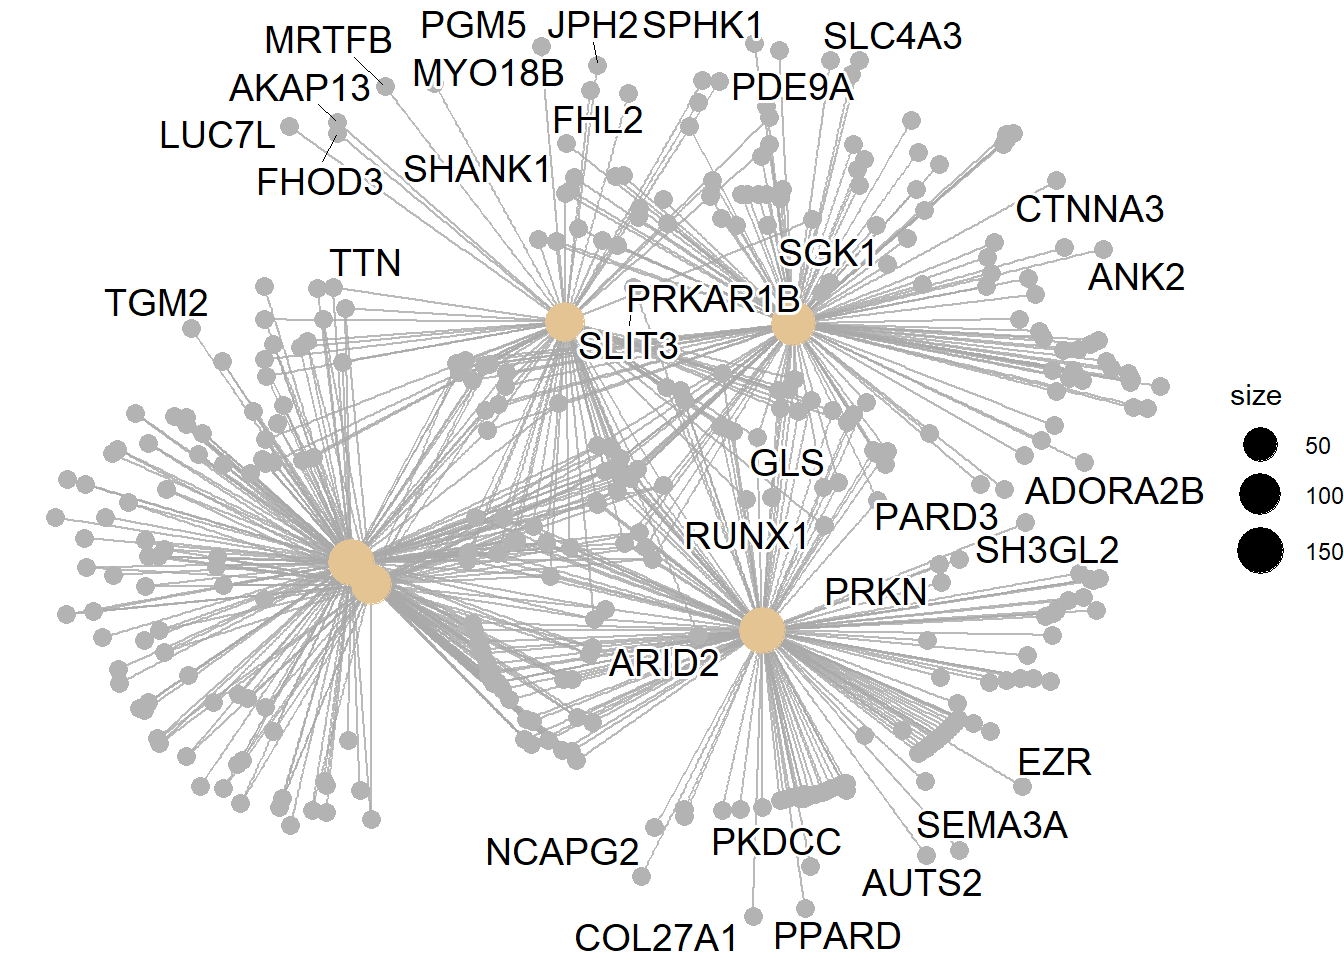 PGM5
JPH2
SPHK1
MRTFB
SLC4A3
AKAP13
MYO18B
PDE9A
LUC7L
FHL2
FHOD3
SHANK1
CTNNA3
TTN
SGK1
ANK2
TGM2
PRKAR1B
SLIT3
size
50
100
150
GLS
ADORA2B
PARD3
RUNX1
SH3GL2
PRKN
ARID2
EZR
SEMA3A
PKDCC
NCAPG2
AUTS2
COL27A1
PPARD